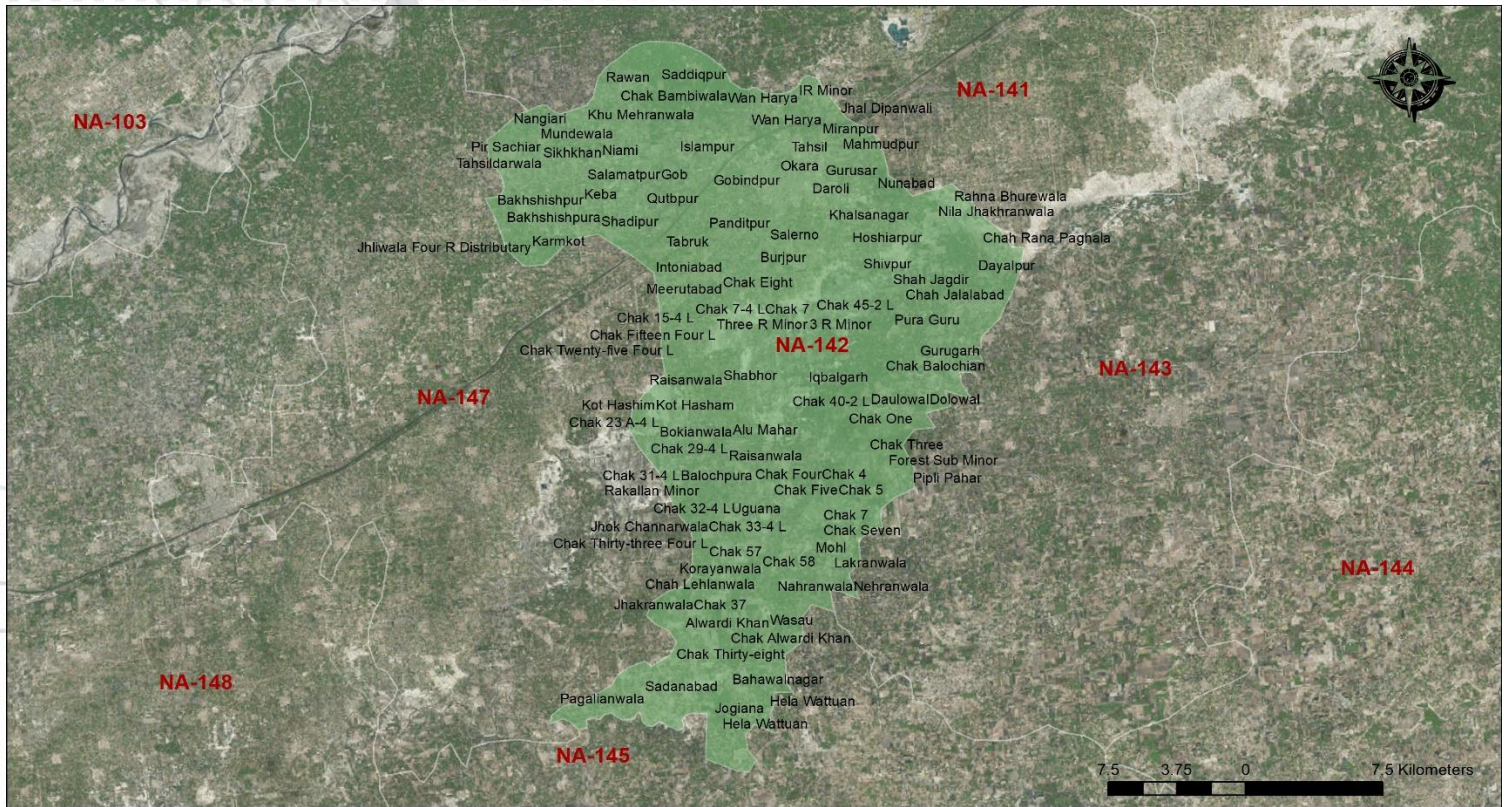 Rawan
Saddiqpur
NA-141
IR Minor
Chak Bambiwala
Wan Harya
Jhal Dipanwali
Khu Mehranwala
Nangiari
Wan Harya
NA-103
Miranpur
Mundewala
Mahmudpur
Pir Sachiar
Islampur
Tahsil
Sikhkhan
Niami
Tahsildarwala
Okara
Gurusar
Salamatpur
Gob
Gobindpur
Nunabad
Daroli
Keba
Rahna Bhurewala
Bakhshishpur
Qutbpur
Nila Jhakhranwala
Bakhshishpura
Khalsanagar
Shadipur
Panditpur
Salerno
Hoshiarpur
Chah Rana Paghala
Karmkot
Tabruk
Jhliwala Four R Distributary
Burjpur
Shivpur
Dayalpur
Intoniabad
Shah Jagdir
Chak Eight
Meerutabad
Chah Jalalabad
Chak 45-2 L
Chak 7-4 L
Chak 7
Chak 15-4 L
Pura Guru
Three R Minor
3 R Minor
Chak Fifteen Four L
NA-142
Chak Twenty-five Four L
Gurugarh
Chak Balochian
NA-143
Shabhor
Iqbalgarh
Raisanwala
NA-147
Daulowal
Dolowal
Chak 40-2 L
Kot Hashim
Kot Hasham
Chak One
Chak 23 A-4 L
Alu Mahar
Bokianwala
Chak Three
Chak 29-4 L
Raisanwala
Forest Sub Minor
Chak Four
Chak 4
Chak 31-4 L
Balochpura
Pipli Pahar
Rakallan Minor
Chak Five
Chak 5
Chak 32-4 L
Uguana
Chak 7
Jhok Channarwala
Chak 33-4 L
Chak Seven
Chak Thirty-three Four L
Mohl
Chak 57
Chak 58
Lakranwala
Korayanwala
NA-144
Chah Lehlanwala
Nahranwala
Nehranwala
Jhakranwala
Chak 37
Wasau
Alwardi Khan
Chak Alwardi Khan
Chak Thirty-eight
Bahawalnagar
NA-148
Sadanabad
Pagalianwala
Hela Wattuan
Jogiana
Hela Wattuan
NA-145
7.5 3.75 0 7.5 Kilometers